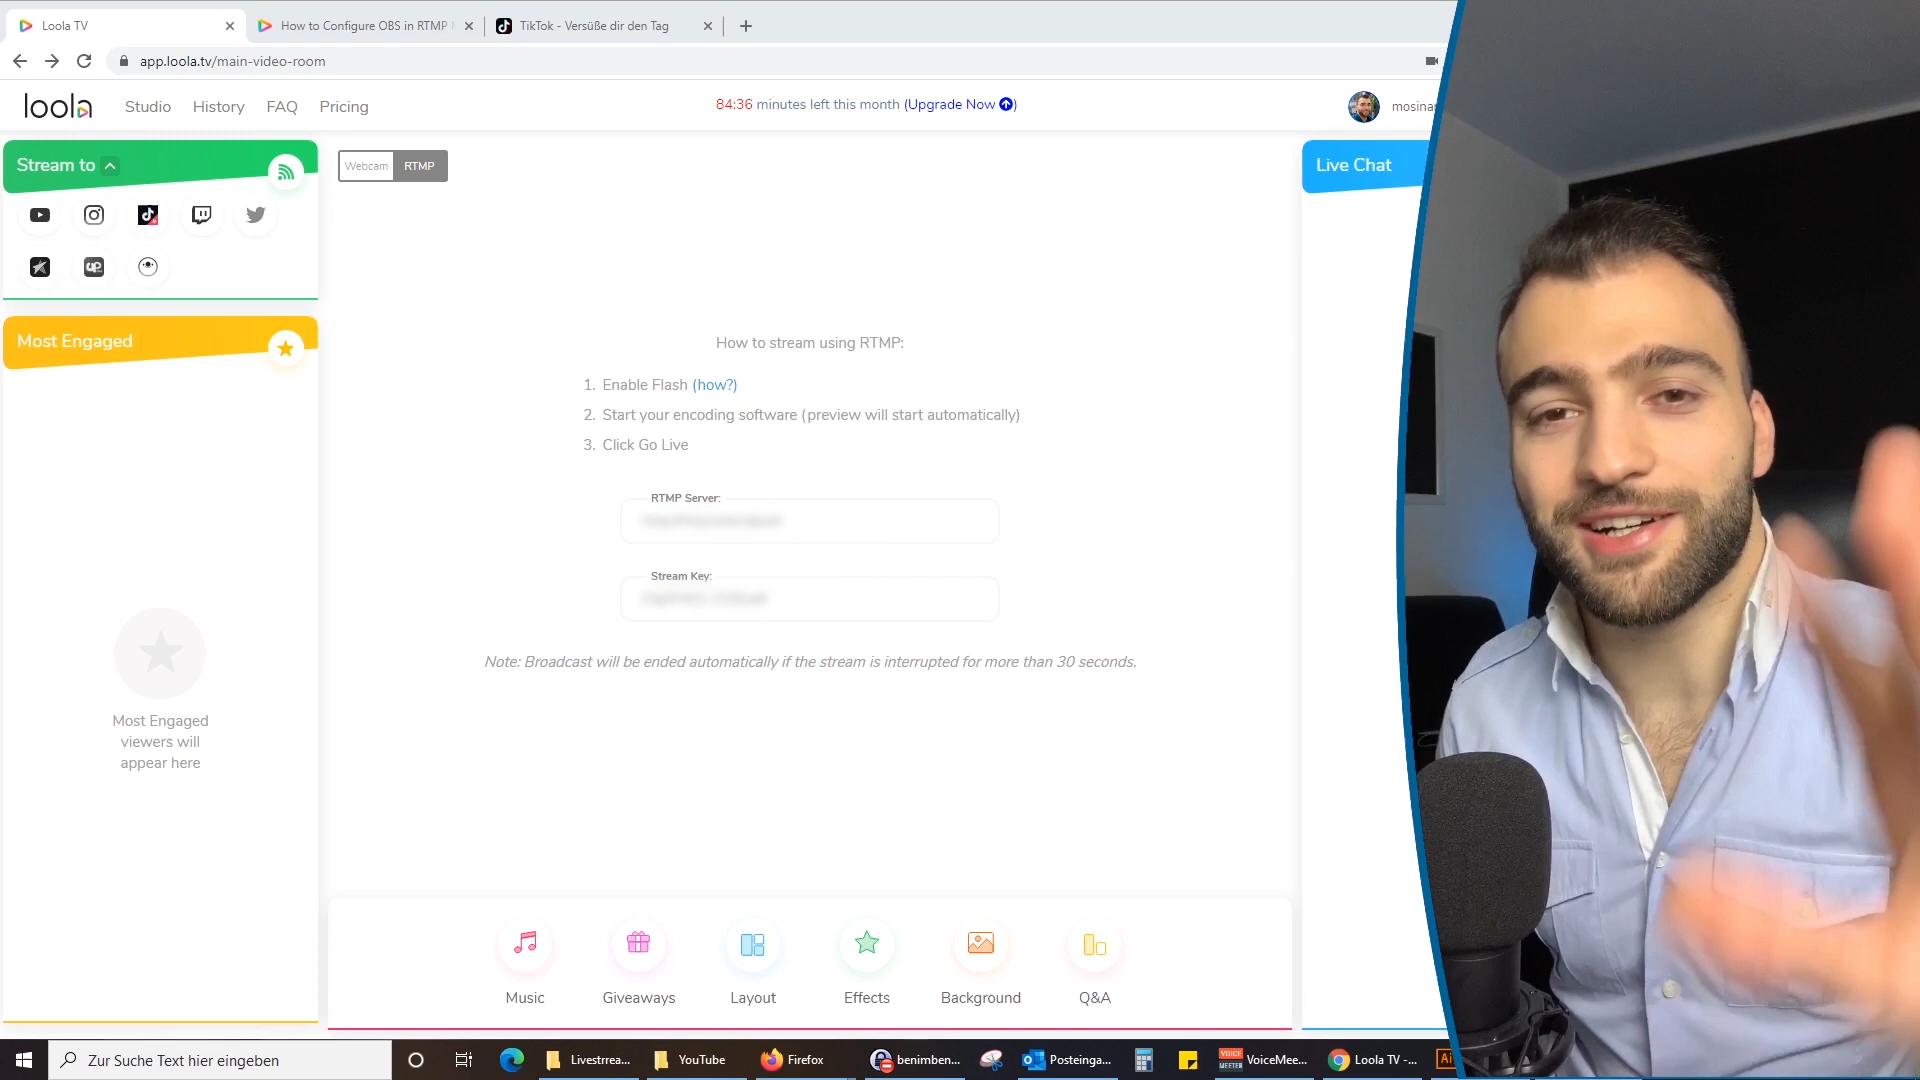 Loola TV
How to Configure OBS in RTMP
TikTok - Versüße dir den Tag
app.loola.tv/main-video-room
loola
Studio
History
FAQ
Pricing
84:36 minutes left this month (Upgrade Now)
Stream to
Webcam
RTMP
Live Chat
UP
Most Engaged
How to stream using RTMP:
1. Enable Flash (how?)
2. Start your encoding software (preview will start automatically)
3. Click Go Live
RTMP Server:
Stream Key:
Note: Broadcast will be ended automatically if the stream is interrupted for more than 30 seconds.
Most Engaged
viewers will
appear here
Music
Giveaways
Layout
Effects
Background
Q&A
Zur Suche Text hier eingeben
Livestrrea...
YouTube
Firefox
benimben...
Posteinga...
VOICE
MEETER
VoiceMee...
Loola TV -...
Ai